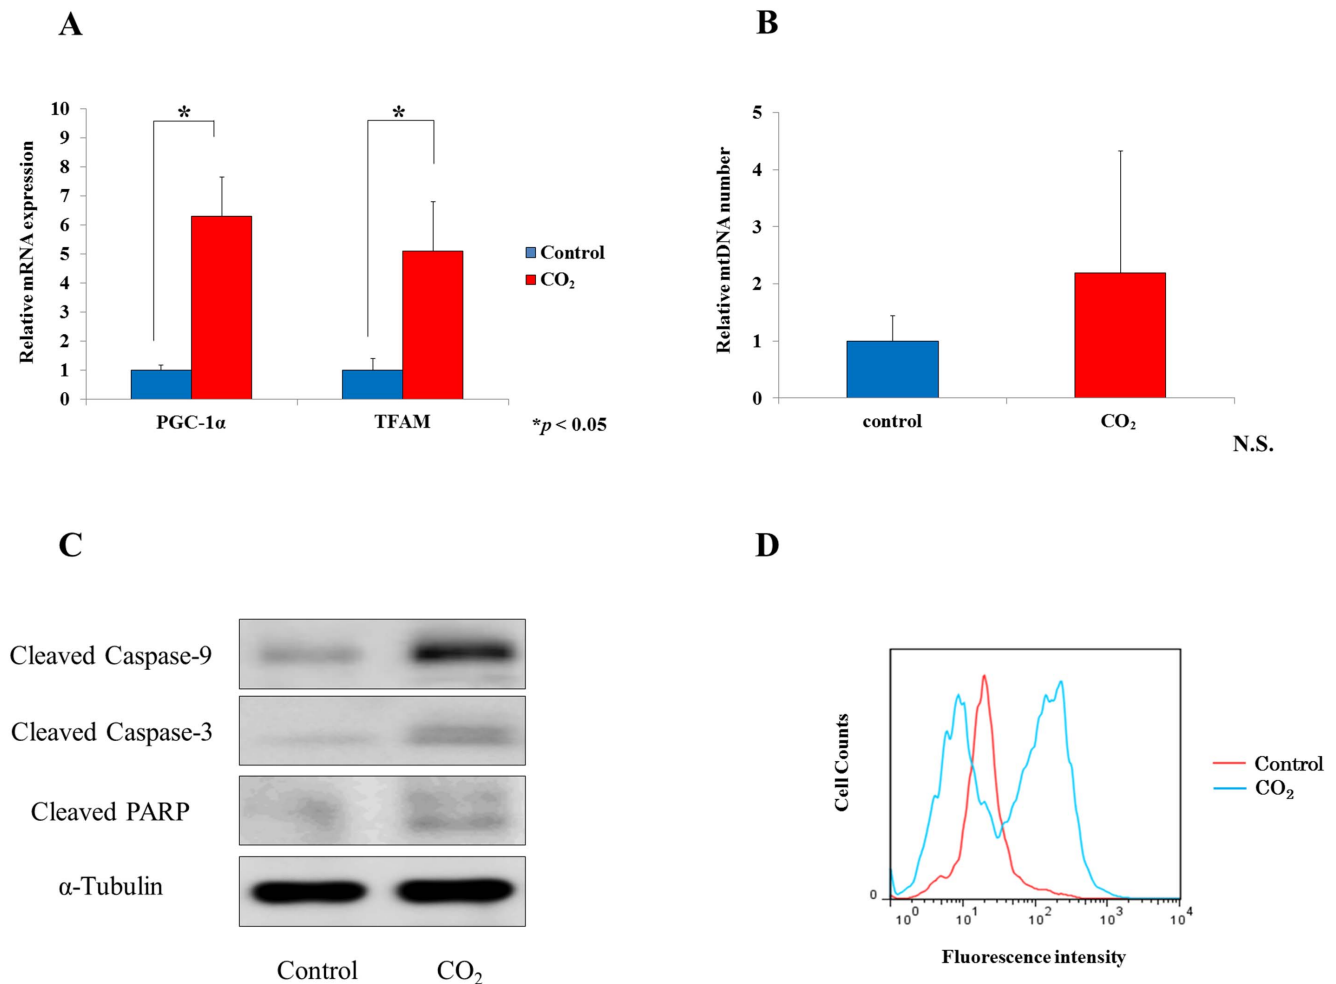 A
Relative mRNA expression
10
9
8
7
6
5
4
3
2
1
0
*
*
PGC-1α
TFAM
Control
CO₂
*p < 0.05
B
Relative mtDNA number
5
4
3
2
1
0
control
CO₂
N.S.
C
Cleaved Caspase-9
Cleaved Caspase-3
Cleaved PARP
α-Tubulin
Control
CO₂
D
Cell Counts
0
10⁰ 10¹ 10² 10³ 10⁴
Fluorescence intensity
Control
CO₂